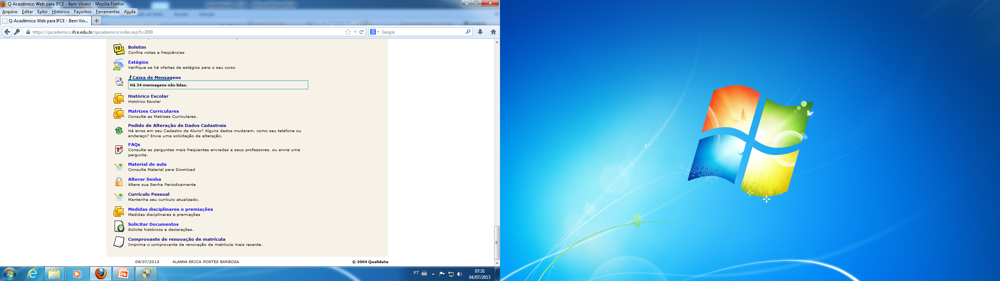 Q-Acadêmico Web para IFCE - Bem Vindo! - Mozilla Firefox
Arquivo Editar Exibir Histórico Favoritos Ferramentas Ajuda
Q-Acadêmico Web para IFCE - Bem Vin...
https://qacademico.ifce.edu.br/qacademico/index.asp?t=2000
Google
10
Boletim
Confira notas e freqüências
Estágios
Verifique se há ofertas de estágios para o seu curso
! Caixa de Mensagens
Há 34 mensagens não lidas.
Histórico Escolar
Histórico Escolar
Matrizes Curriculares
Consulte as Matrizes Curriculares.
Pedido de Alteração de Dados Cadastrais
Há erros em seu Cadastro de Aluno? Alguns dados mudaram, como seu telefone ou
endereço? Envie uma solicitação de alteração.
FAQs
Consulte as perguntas mais freqüentes enviadas a seus professores, ou envie uma
pergunta.
Material de aula
Consulte Material para Download
Alterar Senha
Altere sua Senha Periodicamente
Currículo Pessoal
Mantenha seu currículo atualizado.
Medidas disciplinares e premiações
Medidas disciplinares e premiações
Solicitar Documentos
Solicite históricos e declarações.
Comprovante de renovação de matrícula
Imprima o comprovante de renovação de matrícula mais recente.
04/07/2013 ALANNA ERICA PONTES BARBOSA © 2004 Qualidata
PT
07:31
04/07/2013